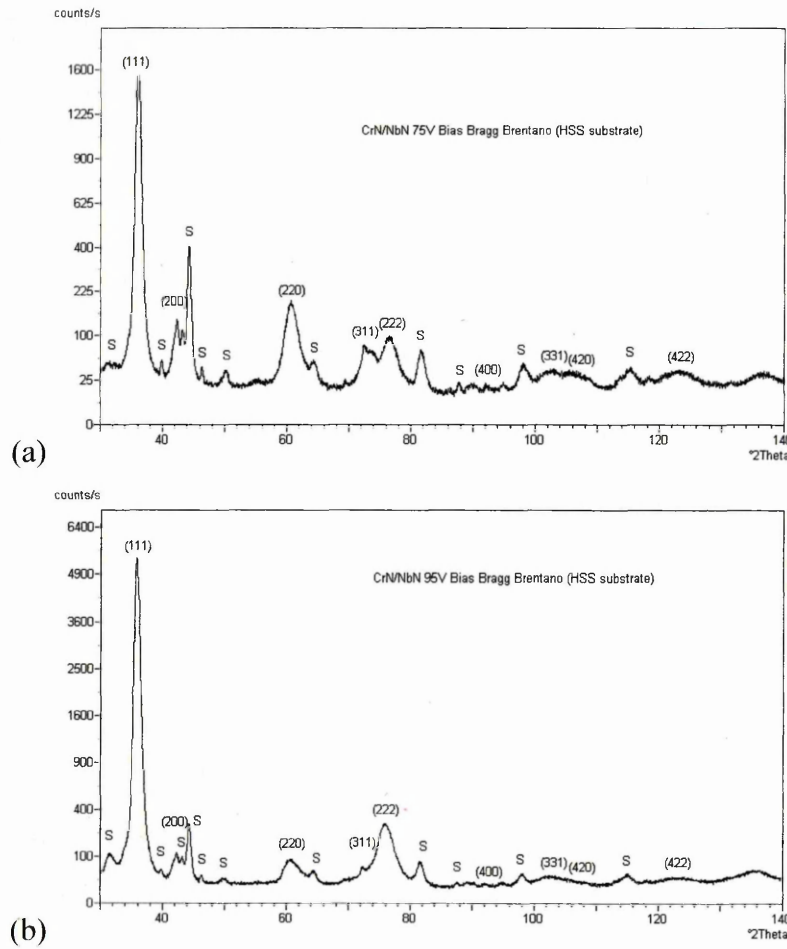 counts/s
1600
(111)
1225
CrN/NbN 75V Bias Bragg Brentano (HSS substrate)
900
625
400
S
225
(200)
(220)
(311)
(222)
100
S
S
S
S
S
S
S
(400)
S
(331)
(420)
S
(422)
25
0
40
60
80
100
120
140
°2Theta
(a)
counts/s
6400
(111)
4900
CrN/NbN 95V Bias Bragg Brentano (HSS substrate)
3600
2500
1600
900
400
(222)
S
(200)
S
S
S
(220)
(311)
S
100
S
S
S
S
(400)
S
(331)
(420)
S
(422)
0
40
60
80
100
120
140
°2Theta
(b)